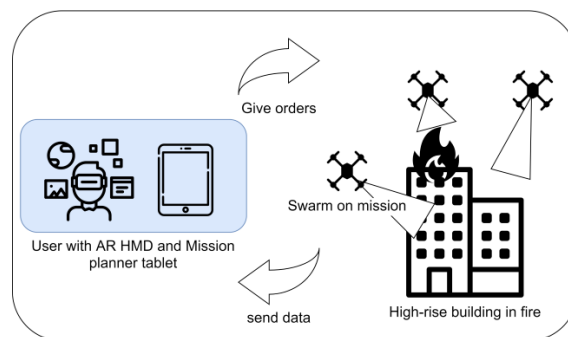 Give orders
Swarm on mission
User with AR HMD and Mission
planner tablet
send data
High-rise building in fire